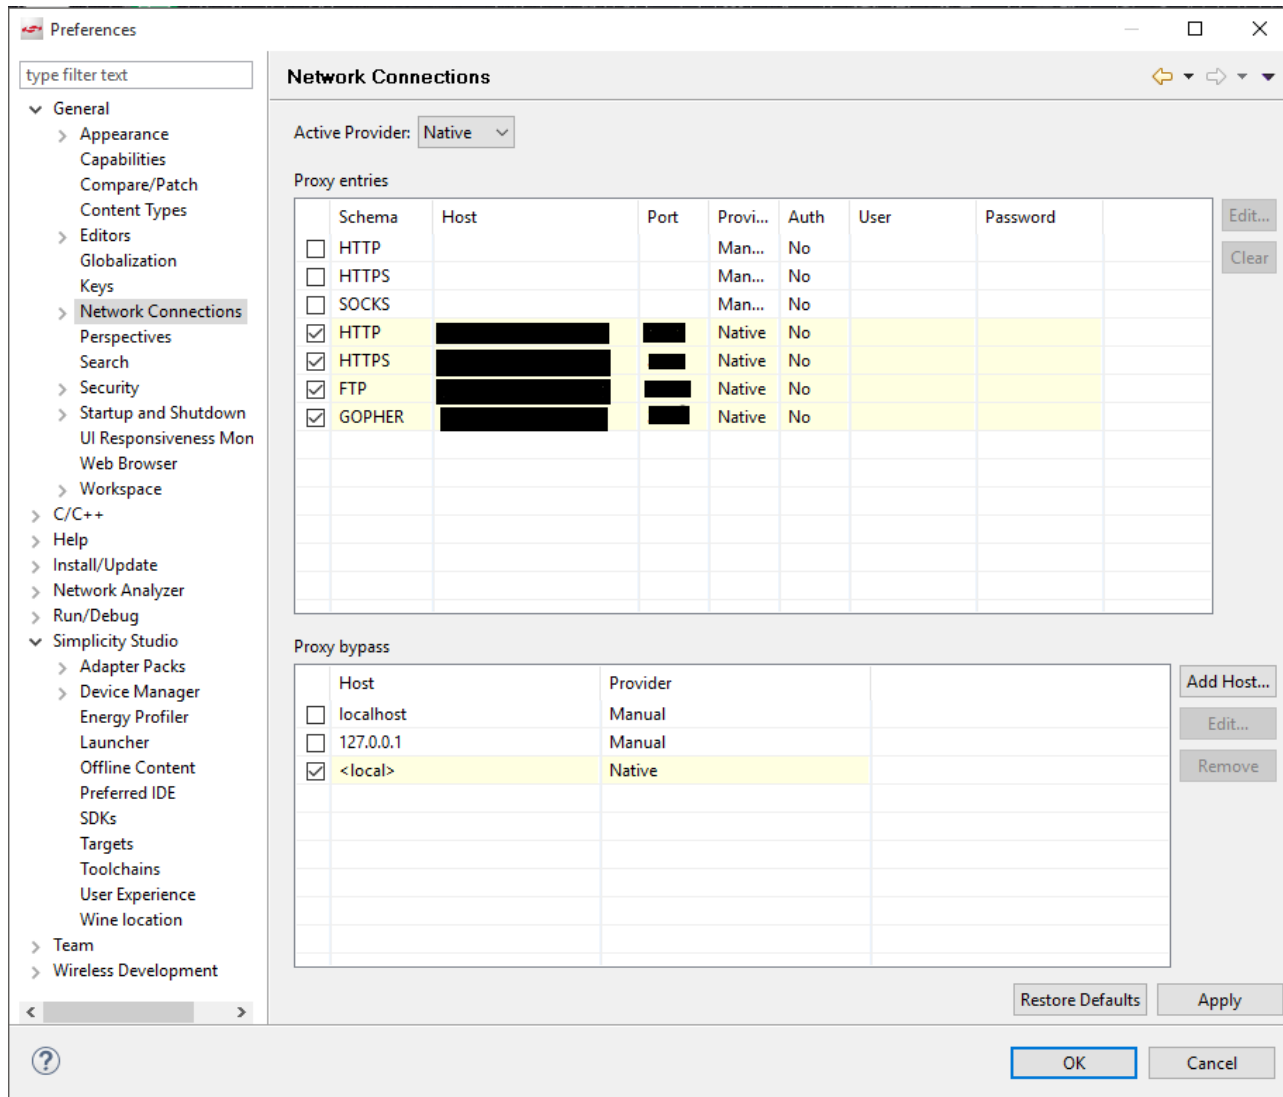 Preferences
type filter text
General
Appearance
Capabilities
Compare/Patch
Content Types
Editors
Globalization
Keys
Network Connections
Perspectives
Search
Security
Startup and Shutdown
UI Responsiveness Mon
Web Browser
Workspace
C/C++
Help
Install/Update
Network Analyzer
Run/Debug
Simplicity Studio
Adapter Packs
Device Manager
Energy Profiler
Launcher
Offline Content
Preferred IDE
SDKs
Targets
Toolchains
User Experience
Wine location
Team
Wireless Development
Network Connections
Active Provider: Native
Proxy entries
Schema Host Port Provi... Auth User Password
HTTP Man... No
HTTPS Man... No
SOCKS Man... No
HTTP Native No
HTTPS Native No
FTP Native No
GOPHER Native No
Edit...
Clear
Proxy bypass
Host Provider
localhost Manual
127.0.0.1 Manual
<local> Native
Add Host...
Edit...
Remove
Restore Defaults Apply
OK Cancel